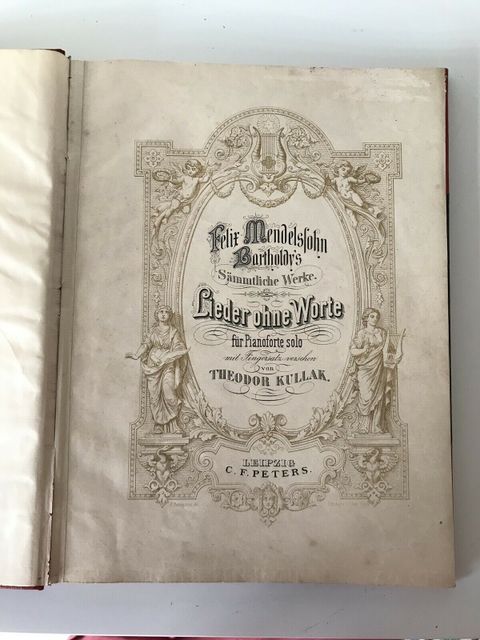 Felix Mendelssohn
Bartholdy's
Sämmtliche Werke.
Lieder ohne Worte
für Pianoforte solo
mit Fingersatz versehen
von
THEODOR KULLAK.
LEIPZIG
C. F. PETERS.